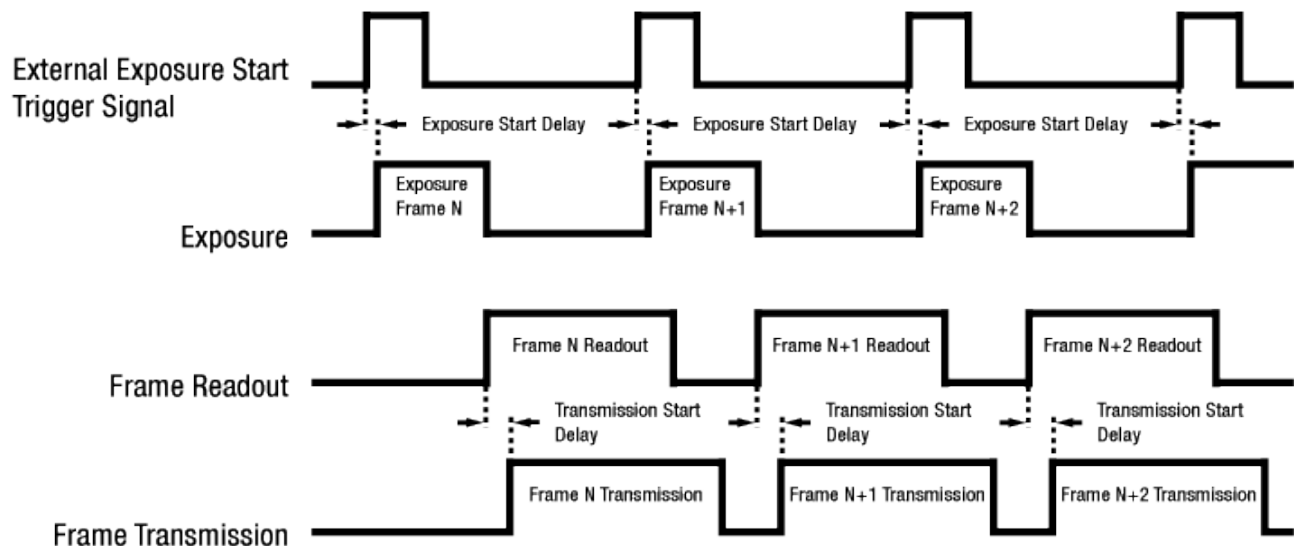 External Exposure Start
Trigger Signal
Exposure Start Delay
Exposure Start Delay
Exposure Start Delay
Exposure
Frame N
Exposure
Frame N+1
Exposure
Frame N+2
Exposure
Frame N Readout
Frame N+1 Readout
Frame N+2 Readout
Frame Readout
Transmission Start
Delay
Transmission Start
Delay
Transmission Start
Delay
Frame N Transmission
Frame N+1 Transmission
Frame N+2 Transmission
Frame Transmission